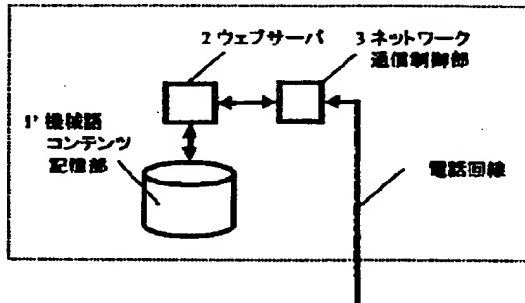 2 ウェブサーバ
3 ネットワーク
通信制御部
1' 機械語
コンテンツ
記憶部
電話回線